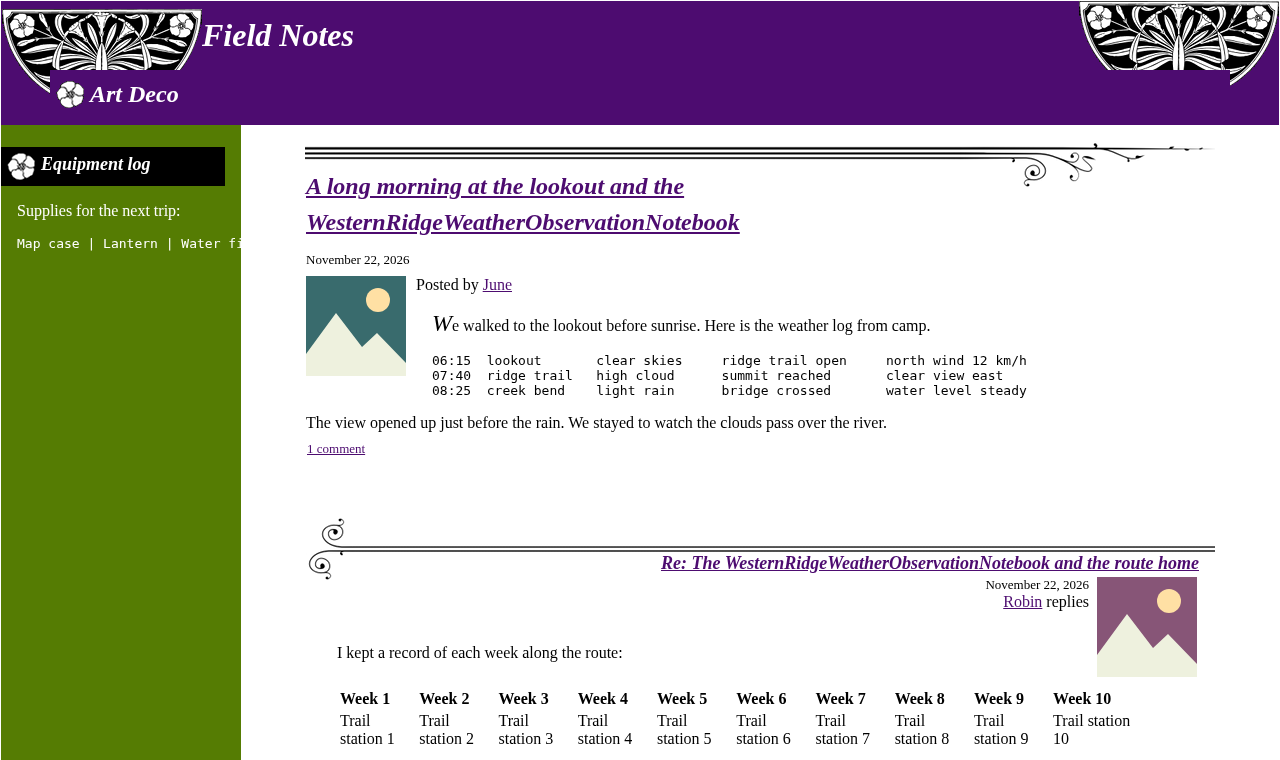 Field Notes
Art Deco
Equipment log
Supplies for the next trip:
Map case | Lantern | Water
A long morning at the lookout and the
WesternRidgeWeatherObservationNotebook
November 22, 2026
Posted by June
We walked to the lookout before sunrise. Here is the weather log from camp.
06:15  lookout       clear skies     ridge trail open     north wind 12 km/h
07:40  ridge trail   high cloud      summit reached       clear view east
08:25  creek bend    light rain      bridge crossed       water level steady
The view opened up just before the rain. We stayed to watch the clouds pass over the river.
1 comment
Re: The WesternRidgeWeatherObservationNotebook and the route home
November 22, 2026
Robin replies
I kept a record of each week along the route:
Week 1 Week 2 Week 3 Week 4 Week 5 Week 6 Week 7 Week 8 Week 9 Week 10
Trail Trail Trail Trail Trail Trail Trail Trail Trail Trail station
station 1 station 2 station 3 station 4 station 5 station 6 station 7 station 8 station 9 10